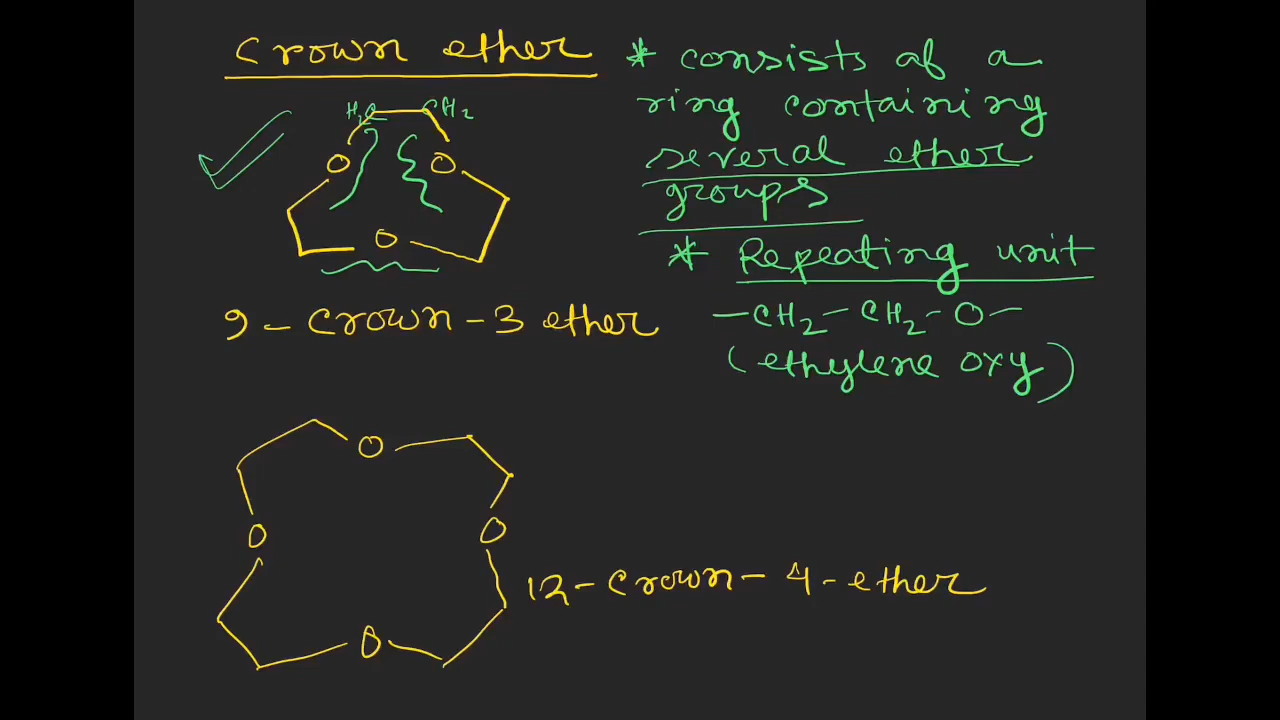 Crown ether
H₂C CH₂
O O
O
9 - Crown - 3 ether
* consists of a
ring containing
several ether
groups
* Repeating unit
-CH₂-CH₂-O-
(ethylene oxy)
O
O O
O
12 - Crown - 4 - ether